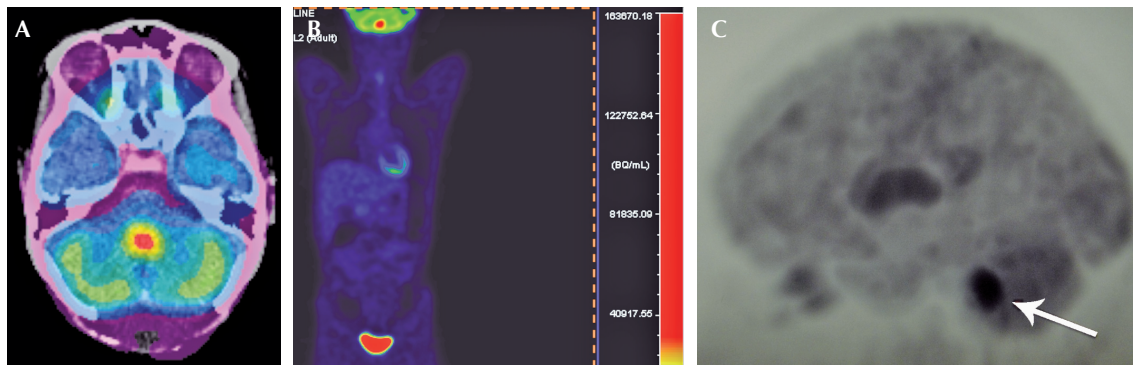 A
LINE
B
L2 (Adult)
163670.18
122752.64
(BQ/mL)
81835.09
40917.55
C